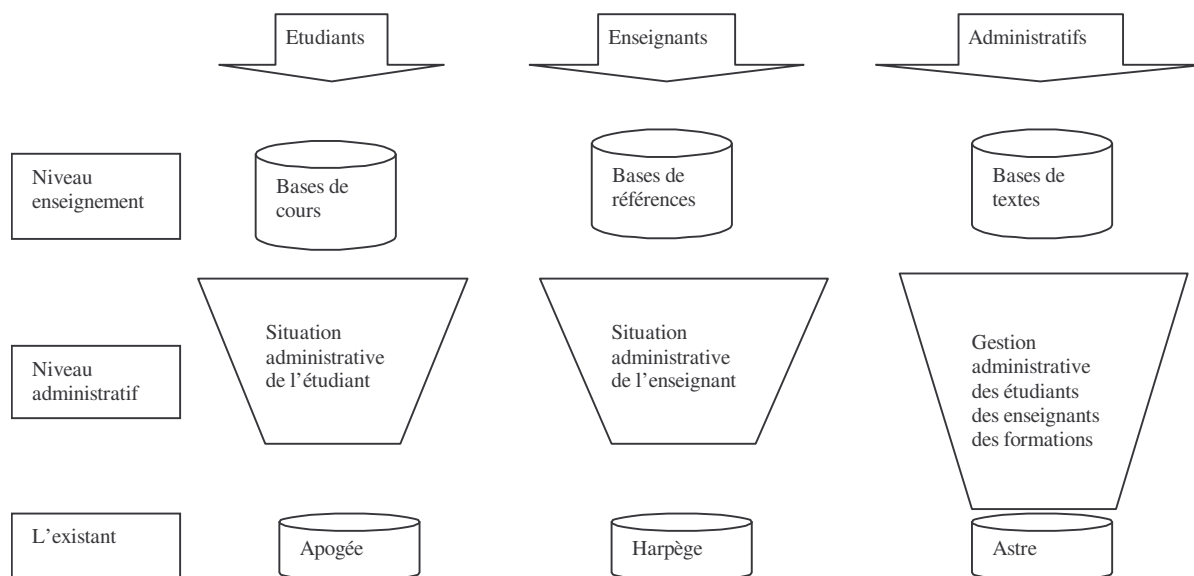 Etudiants
Enseignants
Administratifs
Niveau
enseignement
Bases de
cours
Bases de
références
Bases de
textes
Niveau
administratif
Situation
administrative
de l’étudiant
Situation
administrative
de l’enseignant
Gestion
administrative
des étudiants
des enseignants
des formations
L’existant
Apogée
Harpège
Astre